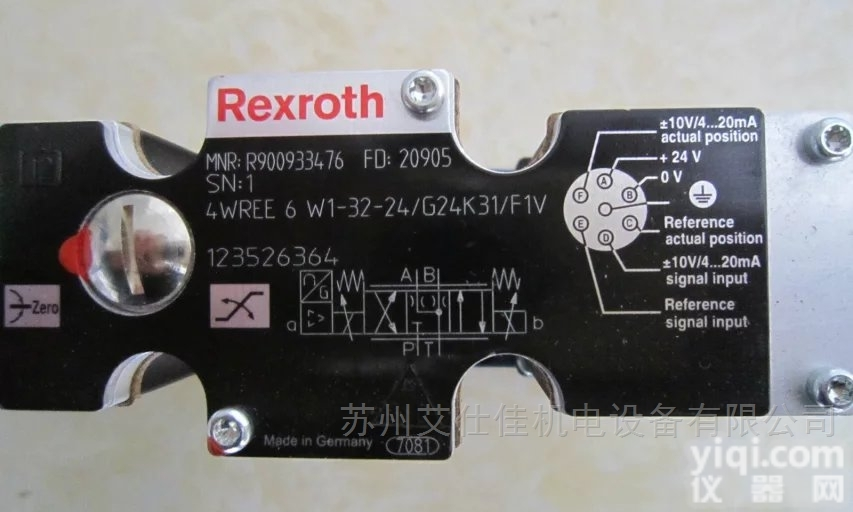 Rexroth
MNR: R900933476 FD: 20905
SN: 1
4WREE 6 W1-32-24/G24K31/F1V
123526364
Zero
U
G
A B
a
b
T
P T
Made in Germany
7081
±10V/4...20mA
actual position
+ 24 V
0 V
Reference
actual position
±10V/4...20mA
signal input
Reference
signal input
A
F
B
E
C
D
苏州艾仕佳机电设备有限公司
yiqi.com
仪器网